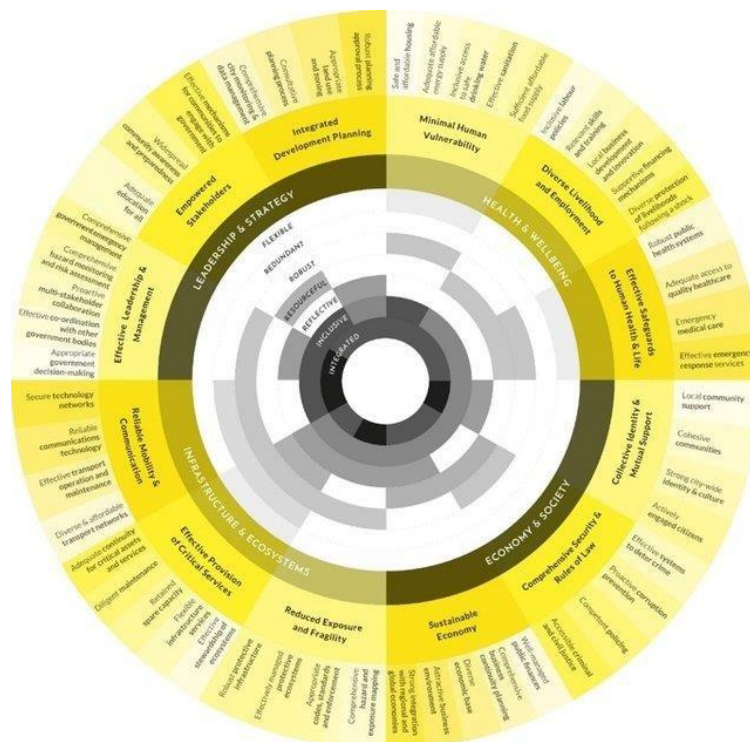 LEADERSHIP & STRATEGY
HEALTH & WELLBEING
ECONOMY & SOCIETY
INFRASTRUCTURE & ECOSYSTEMS
FLEXIBLE
REDUNDANT
ROBUST
RESOURCEFUL
REFLECTIVE
INCLUSIVE
INTEGRATED
Minimal Human
Vulnerability
Safe and
affordable housing
Adequate affordable
energy supply
Inclusive access
to safe
drinking water
Effective sanitation
Sufficient affordable
food supply
Diverse Livelihood
and Employment
Inclusive labour
policies
Relevant skills
and training
Local business
development
and innovation
Supportive financing
mechanisms
Diverse protection
of livelihoods
following a shock
Effective Safeguards
to Human Health & Life
Robust public
health systems
Adequate access to
quality healthcare
Emergency
medical care
Effective emergency
response services
Collective Identity &
Mutual Support
Local community
support
Cohesive
communities
Strong city-wide
identity & culture
Actively
engaged citizens
Comprehensive Security &
Rules of Law
Effective systems
to deter crime
Proactive corruption
prevention
Competent policing
Accessible criminal
and civil justice
Sustainable
Economy
Well-managed
public finances
Comprehensive
business
continuity planning
Diverse
economic base
Attractive business
environment
Strong integration
with regional and
global economies
Reduced Exposure
and Fragility
Comprehensive
hazard and
exposure mapping
Appropriate
codes, standards
and enforcement
Effectively managed
protective
ecosystems
Robust protective
infrastructure
Effective Provision
of Critical Services
Effective
stewardship of
ecosystems
Flexible
infrastructure
services
Retained
spare capacity
Diligent maintenance
Adequate continuity
for critical assets
and services
Reliable Mobility &
Communication
Diverse & affordable
transport networks
Effective transport
operation and
maintenance
Reliable
communications
technology
Secure technology
networks
Effective Leadership &
Management
Appropriate
government
decision-making
Effective co-ordination
with other
government bodies
Proactive
multi-stakeholder
collaboration
Comprehensive
hazard monitoring
and risk assessment
Comprehensive
government emergency
management
Empowered
Stakeholders
Adequate
education
for all
Widespread
community awareness
and preparedness
Effective mechanisms
for communities to
engage with
government
Integrated
Development Planning
Comprehensive
city monitoring &
data management
Consultative
planning process
Appropriate
land use
and zoning
Robust planning
approval process